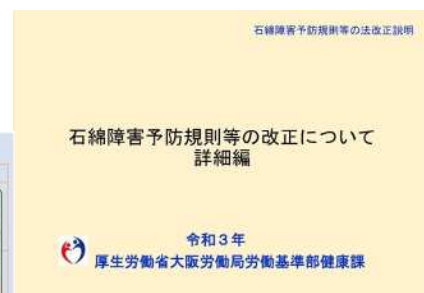 石綿障害予防規則等の法改正説明
石綿障害予防規則等の改正について
詳細編
令和３年
厚生労働省大阪労働局労働基準部健康課